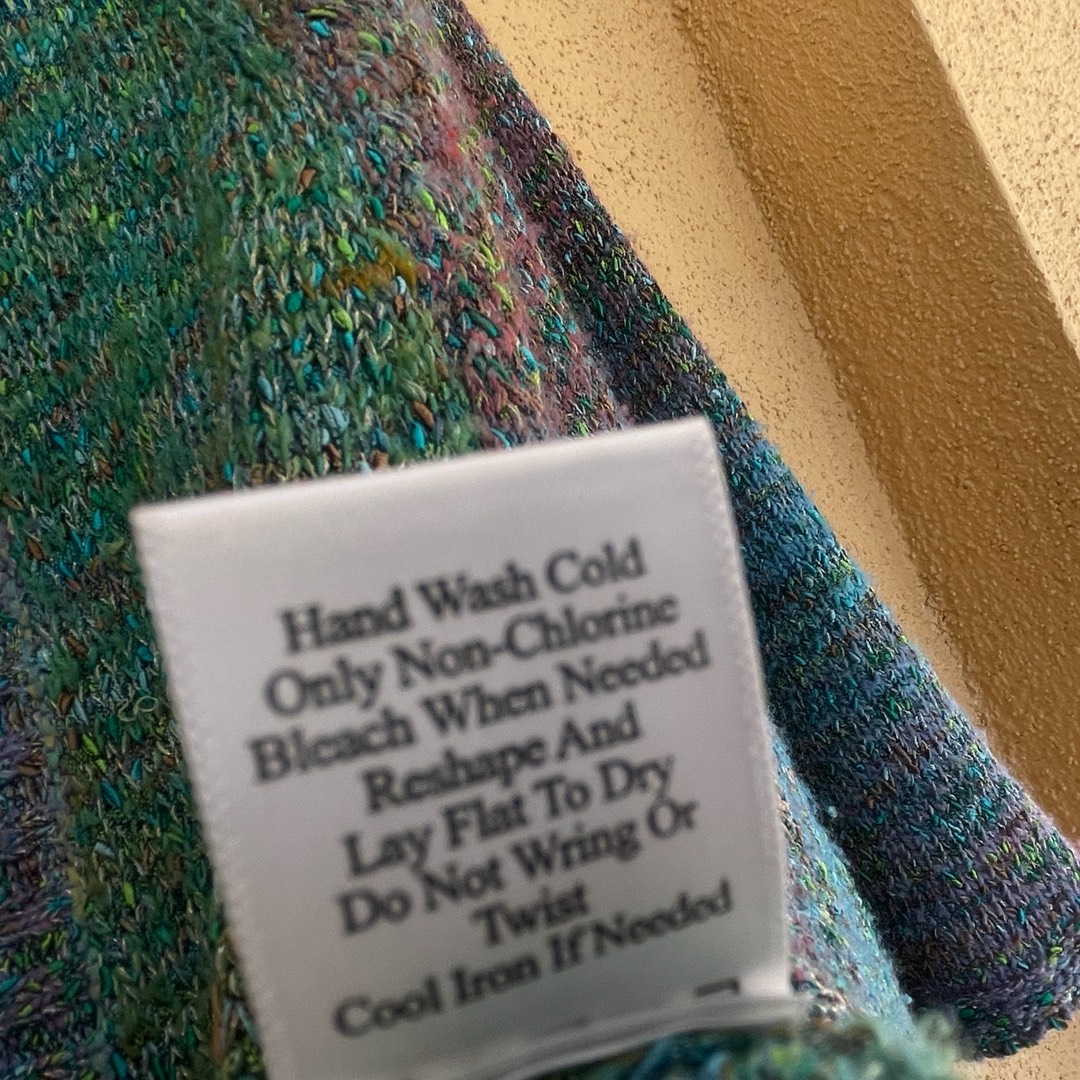 Hand Wash Cold
Only Non-Chlorine
Bleach When Needed
Reshape And
Lay Flat To Dry
Do Not Wring Or
Twist
Cool Iron If Needed